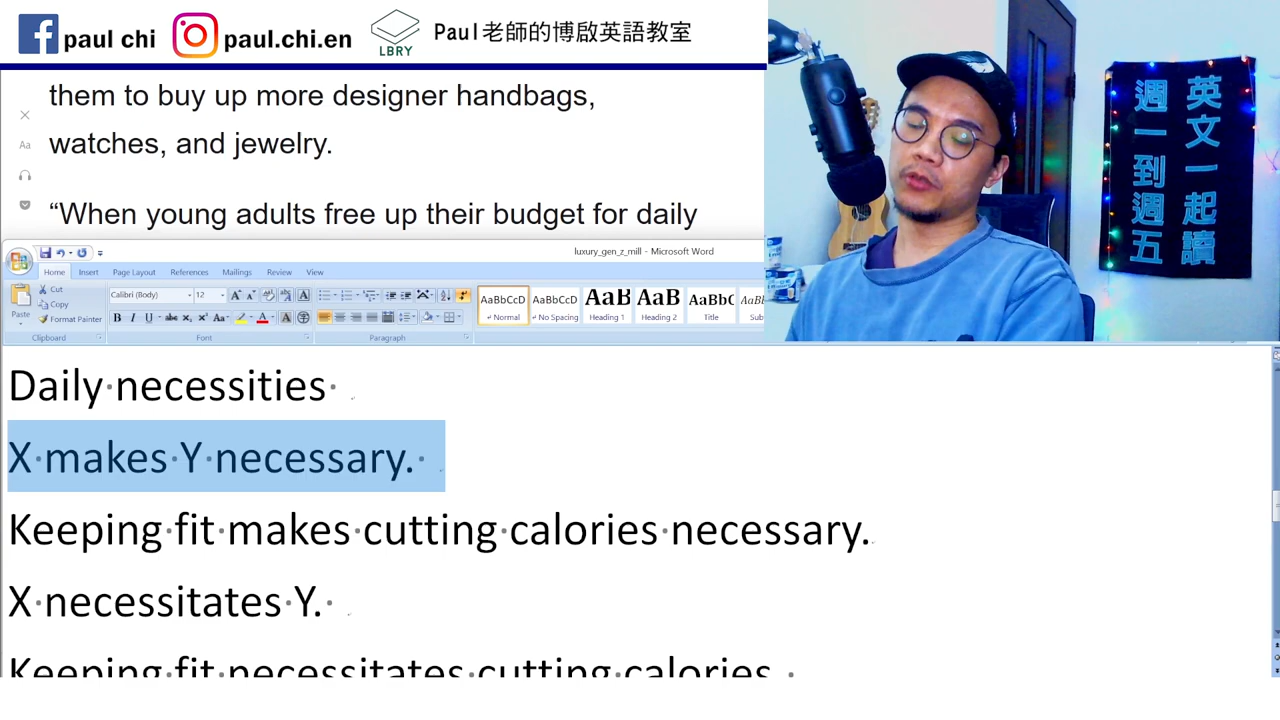 paul chi
paul.chi.en
LBRY
Paul老師的博啟英語教室
them to buy up more designer handbags,
watches, and jewelry.
“When young adults free up their budget for daily
Aa
luxury_gen_z_mill - Microsoft Word
Home Insert Page Layout References Mailings Review View
Paste
Cut
Copy
Format Painter
Clipboard
Calibri (Body) 12
Font
Paragraph
AaBbCcD AaBbCcD AaBb AaB AaBbC AaBb
Normal No Spacing Heading 1 Heading 2 Title Sub
Daily necessities
X makes Y necessary.
Keeping fit makes cutting calories necessary.
X necessitates Y.
Keeping fit necessitates cutting calories.
英文一起讀
週一到週五